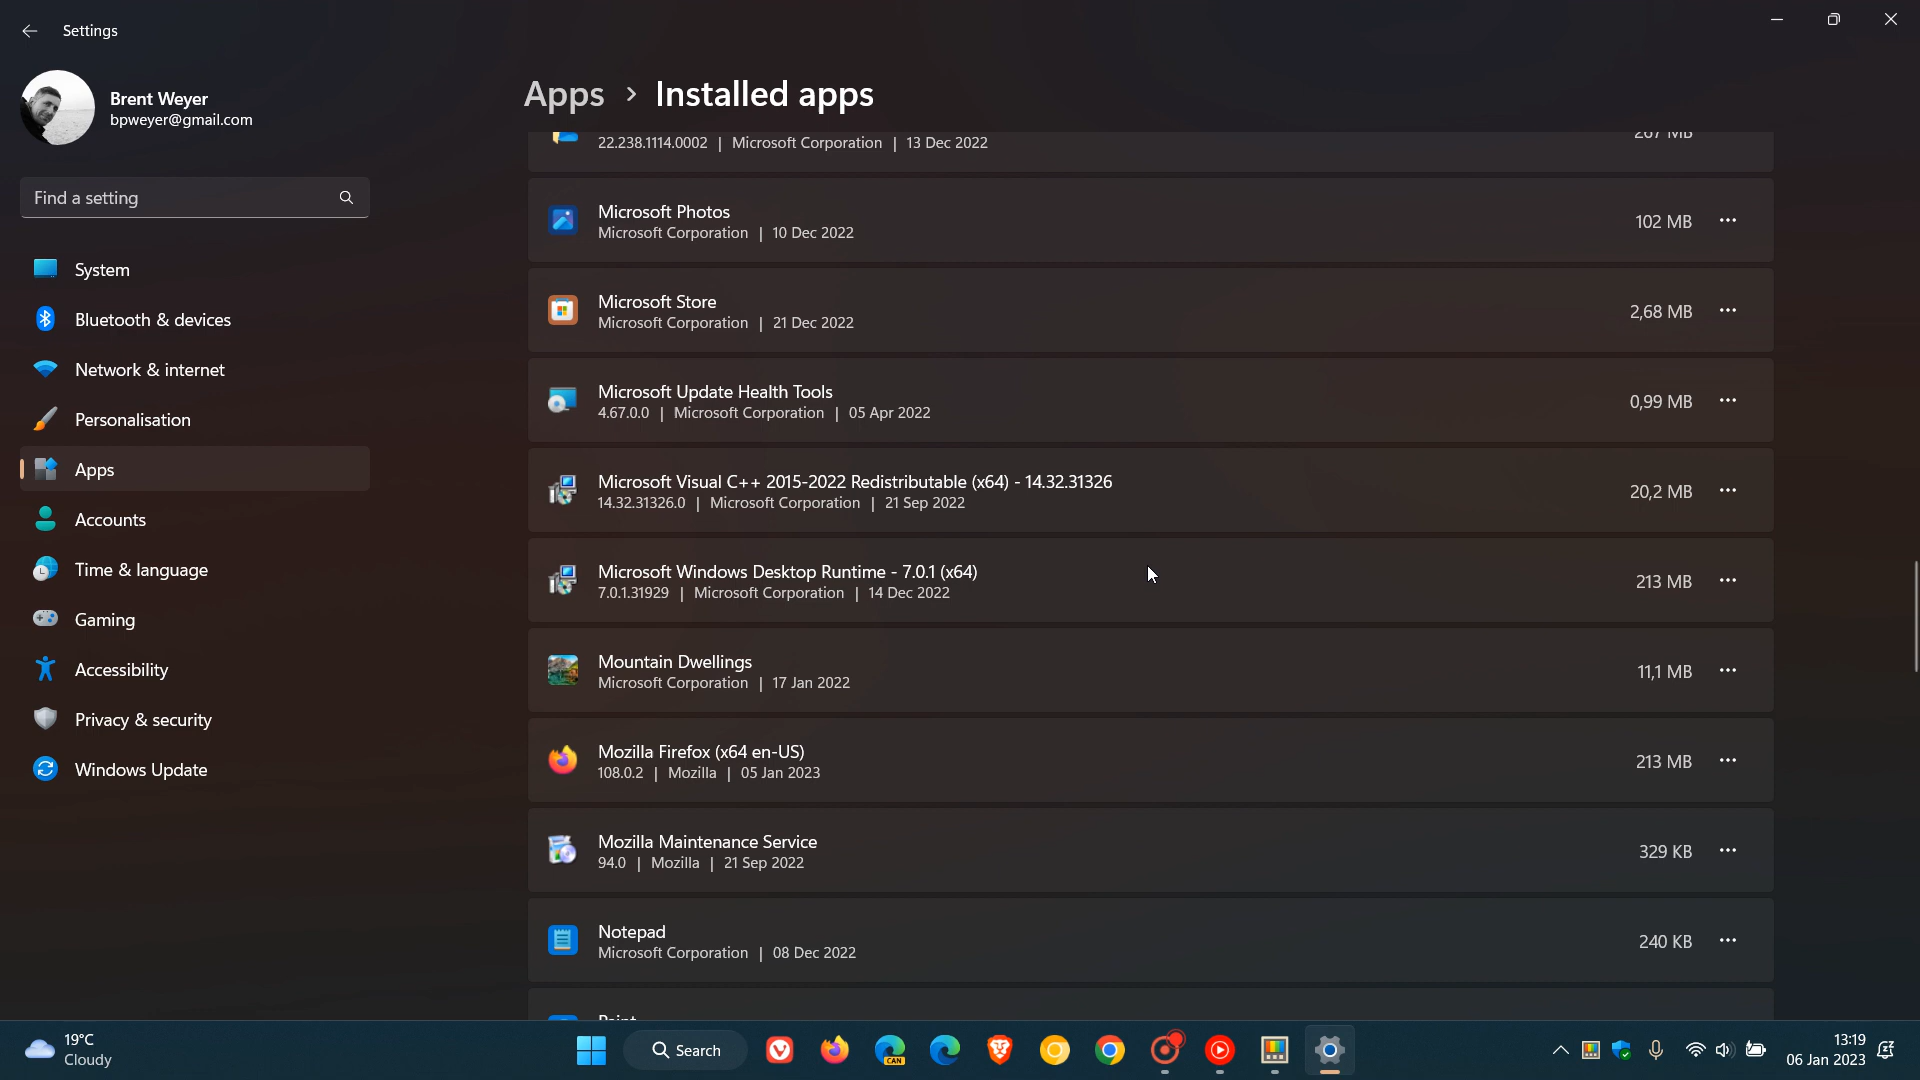 Settings
Brent Weyer
bpweyer@gmail.com
Find a setting
System
Bluetooth & devices
Network & internet
Personalisation
Apps
Accounts
Time & language
Gaming
Accessibility
Privacy & security
Windows Update
Apps › Installed apps
267 MB
22.238.1114.0002 | Microsoft Corporation | 13 Dec 2022
Microsoft Photos
Microsoft Corporation | 10 Dec 2022
102 MB
Microsoft Store
Microsoft Corporation | 21 Dec 2022
2,68 MB
Microsoft Update Health Tools
4.67.0.0 | Microsoft Corporation | 05 Apr 2022
0,99 MB
Microsoft Visual C++ 2015-2022 Redistributable (x64) - 14.32.31326
14.32.31326.0 | Microsoft Corporation | 21 Sep 2022
20,2 MB
Microsoft Windows Desktop Runtime - 7.0.1 (x64)
7.0.1.31929 | Microsoft Corporation | 14 Dec 2022
213 MB
Mountain Dwellings
Microsoft Corporation | 17 Jan 2022
11,1 MB
Mozilla Firefox (x64 en-US)
108.0.2 | Mozilla | 05 Jan 2023
213 MB
Mozilla Maintenance Service
94.0 | Mozilla | 21 Sep 2022
329 KB
Notepad
Microsoft Corporation | 08 Dec 2022
240 KB
Paint
19°C
Cloudy
Search
CAN
13:19
06 Jan 2023